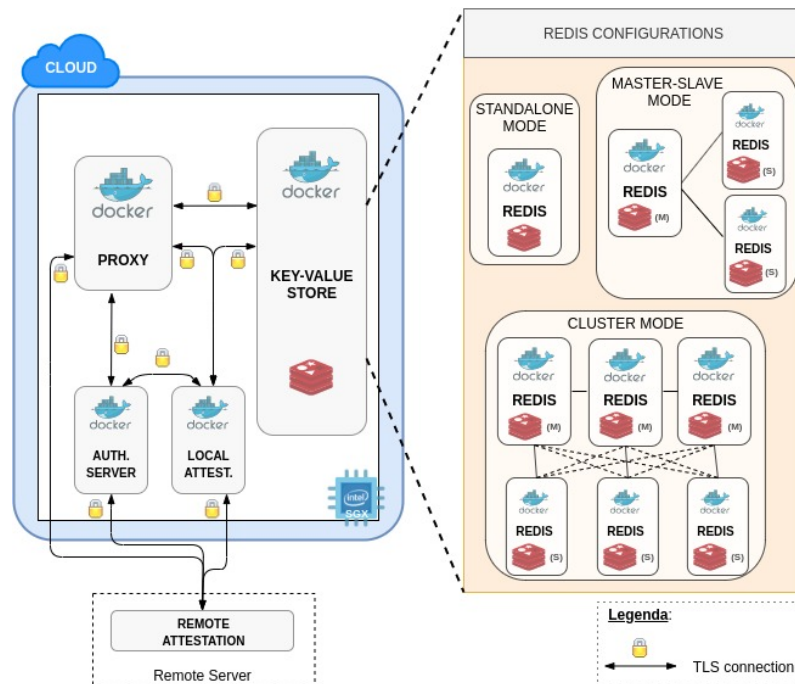 CLOUD
docker
PROXY
docker
KEY-VALUE
STORE
docker
AUTH.
SERVER
docker
LOCAL
ATTEST.
intel
SGX
REMOTE
ATTESTATION
Remote Server
REDIS CONFIGURATIONS
STANDALONE
MODE
docker
REDIS
MASTER-SLAVE
MODE
docker
REDIS
(M)
docker
REDIS
(S)
docker
REDIS
(S)
CLUSTER MODE
docker
REDIS
(M)
docker
REDIS
(M)
docker
REDIS
(M)
docker
REDIS
(S)
docker
REDIS
(S)
docker
REDIS
(S)
Legenda:
TLS connection